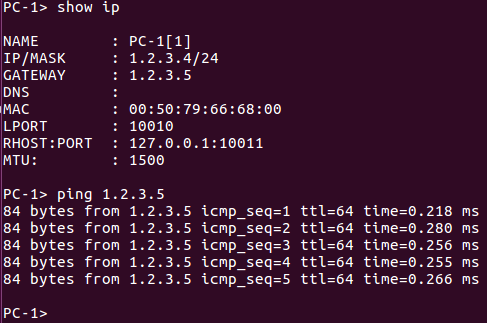 PC-1> show ip
NAME : PC-1[1]
IP/MASK : 1.2.3.4/24
GATEWAY : 1.2.3.5
DNS :
MAC : 00:50:79:66:68:00
LPORT : 10010
RHOST:PORT : 127.0.0.1:10011
MTU: : 1500
PC-1> ping 1.2.3.5
84 bytes from 1.2.3.5 icmp_seq=1 ttl=64 time=0.218 ms
84 bytes from 1.2.3.5 icmp_seq=2 ttl=64 time=0.280 ms
84 bytes from 1.2.3.5 icmp_seq=3 ttl=64 time=0.256 ms
84 bytes from 1.2.3.5 icmp_seq=4 ttl=64 time=0.255 ms
84 bytes from 1.2.3.5 icmp_seq=5 ttl=64 time=0.266 ms
PC-1>